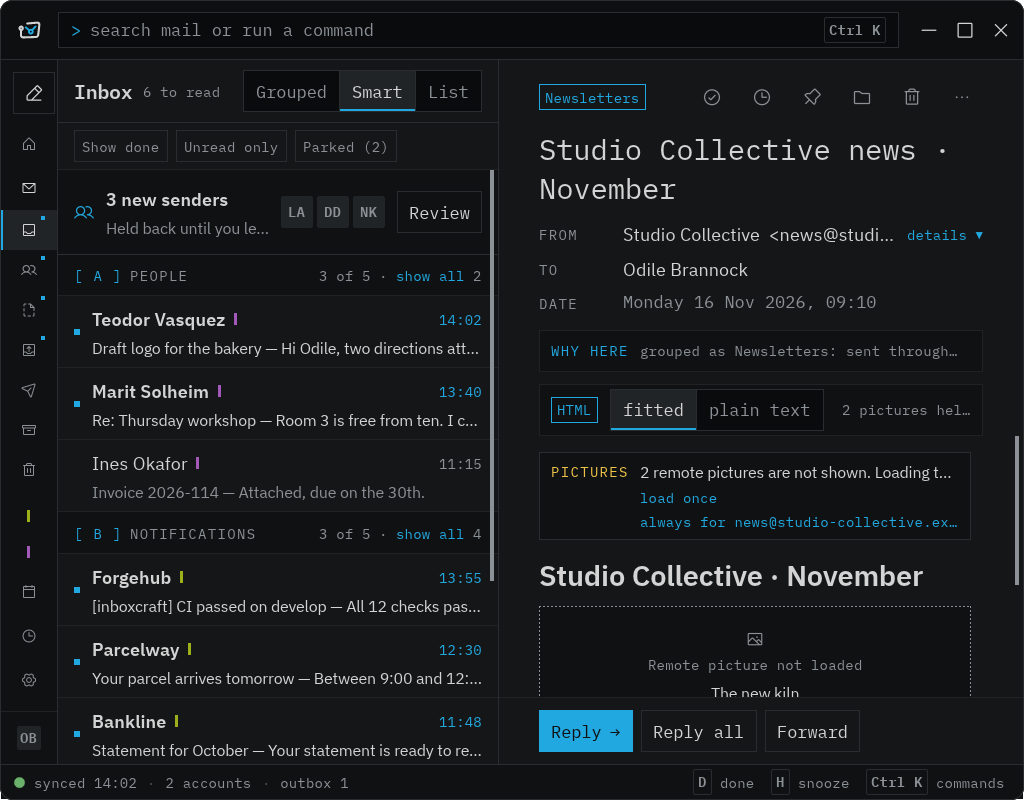 > search mail or run a command Ctrl K
Inbox 6 to read Grouped Smart List
Show done Unread only Parked (2)
3 new senders
Held back until you le...
LA DD NK Review
[ A ] PEOPLE 3 of 5 · show all 2
Teodor Vasquez 14:02
Draft logo for the bakery — Hi Odile, two directions att...
Marit Solheim 13:40
Re: Thursday workshop — Room 3 is free from ten. I c...
Ines Okafor 11:15
Invoice 2026-114 — Attached, due on the 30th.
[ B ] NOTIFICATIONS 3 of 5 · show all 4
Forgehub 13:55
[inboxcraft] CI passed on develop — All 12 checks pas...
Parcelway 12:30
Your parcel arrives tomorrow — Between 9:00 and 12:...
Bankline 11:48
Statement for October — Your statement is ready to re...
Newsletters ...
Studio Collective news ·
November
FROM Studio Collective <news@studi... details ▼
TO Odile Brannock
DATE Monday 16 Nov 2026, 09:10
WHY HERE grouped as Newsletters: sent through...
HTML fitted plain text 2 pictures hel...
PICTURES 2 remote pictures are not shown. Loading t...
load once
always for news@studio-collective.ex...
Studio Collective · November
Remote picture not loaded
The new kiln
Reply → Reply all Forward
OB
synced 14:02 · 2 accounts · outbox 1 D done H snooze Ctrl K commands